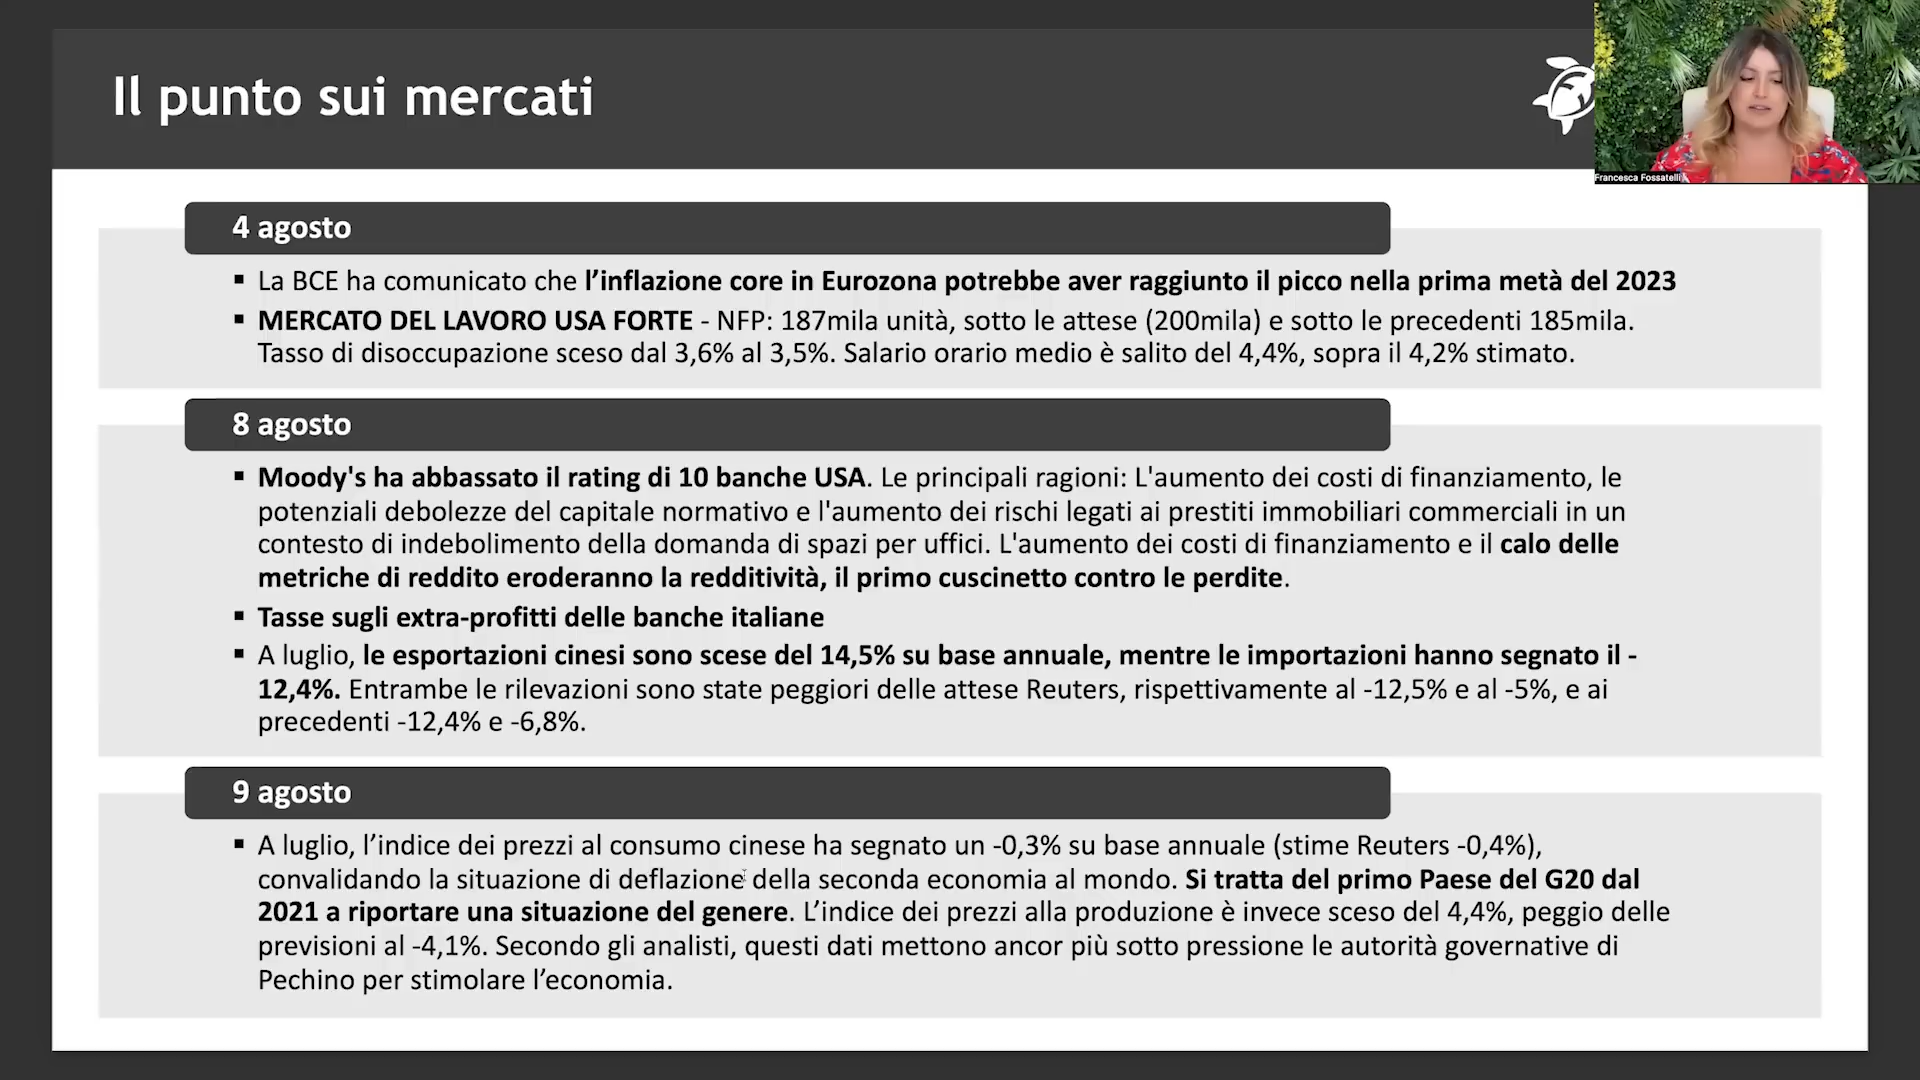 Il punto sui mercati
Francesca Fossatelli
4 agosto
▪ La BCE ha comunicato che l’inflazione core in Eurozona potrebbe aver raggiunto il picco nella prima metà del 2023
▪ MERCATO DEL LAVORO USA FORTE - NFP: 187mila unità, sotto le attese (200mila) e sotto le precedenti 185mila.
Tasso di disoccupazione sceso dal 3,6% al 3,5%. Salario orario medio è salito del 4,4%, sopra il 4,2% stimato.
8 agosto
▪ Moody's ha abbassato il rating di 10 banche USA. Le principali ragioni: L'aumento dei costi di finanziamento, le
potenziali debolezze del capitale normativo e l'aumento dei rischi legati ai prestiti immobiliari commerciali in un
contesto di indebolimento della domanda di spazi per uffici. L'aumento dei costi di finanziamento e il calo delle
metriche di reddito eroderanno la redditività, il primo cuscinetto contro le perdite.
▪ Tasse sugli extra-profitti delle banche italiane
▪ A luglio, le esportazioni cinesi sono scese del 14,5% su base annuale, mentre le importazioni hanno segnato il -
12,4%. Entrambe le rilevazioni sono state peggiori delle attese Reuters, rispettivamente al -12,5% e al -5%, e ai
precedenti -12,4% e -6,8%.
9 agosto
▪ A luglio, l’indice dei prezzi al consumo cinese ha segnato un -0,3% su base annuale (stime Reuters -0,4%),
convalidando la situazione di deflazione della seconda economia al mondo. Si tratta del primo Paese del G20 dal
2021 a riportare una situazione del genere. L’indice dei prezzi alla produzione è invece sceso del 4,4%, peggio delle
previsioni al -4,1%. Secondo gli analisti, questi dati mettono ancor più sotto pressione le autorità governative di
Pechino per stimolare l’economia.